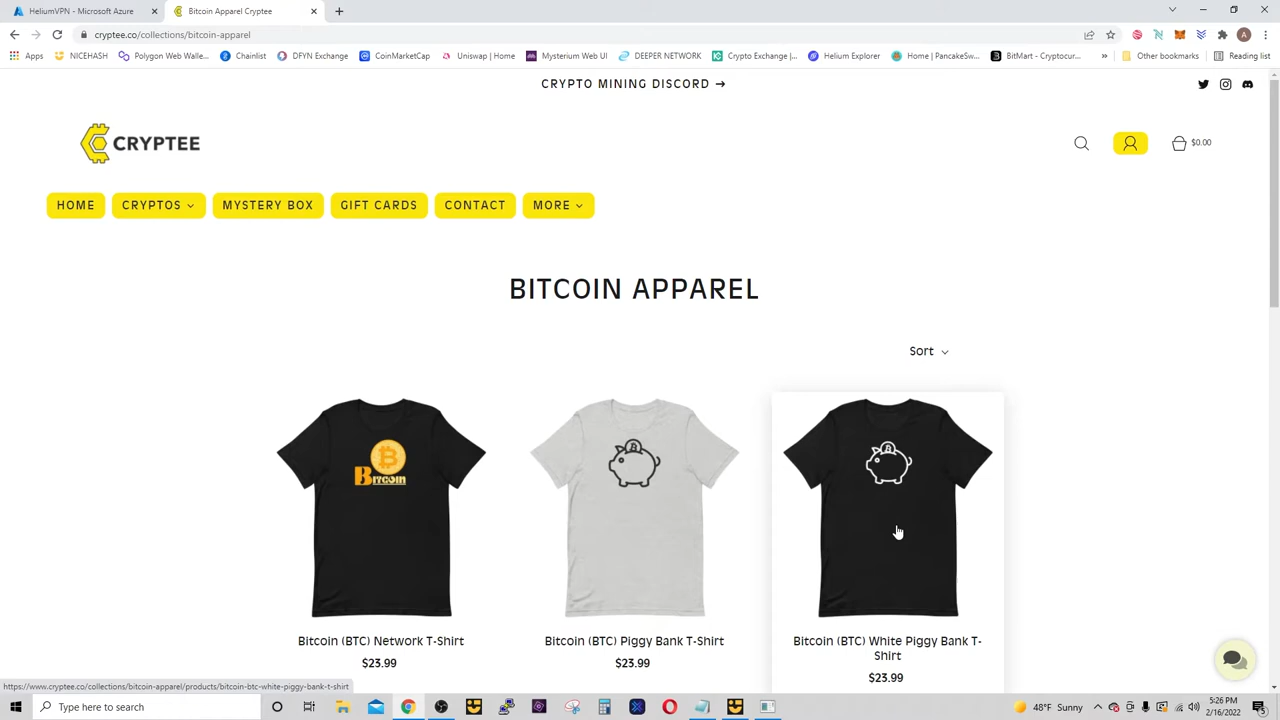 HeliumVPN - Microsoft Azure
Bitcoin Apparel Cryptee
cryptee.co/collections/bitcoin-apparel
A
Apps
NICEHASH
Polygon Web Walle...
Chainlist
DFYN Exchange
CoinMarketCap
Uniswap | Home
Mysterium Web UI
DEEPER NETWORK
Crypto Exchange |...
Helium Explorer
Home | PancakeSw...
BitMart - Cryptocur...
Other bookmarks
Reading list
CRYPTO MINING DISCORD →
CRYPTEE
$0.00
HOME
CRYPTOS
MYSTERY BOX
GIFT CARDS
CONTACT
MORE
BITCOIN APPAREL
Sort
Bitcoin
Bitcoin (BTC) Network T-Shirt
$23.99
Bitcoin (BTC) Piggy Bank T-Shirt
$23.99
Bitcoin (BTC) White Piggy Bank T-
Shirt
$23.99
https://www.cryptee.co/collections/bitcoin-apparel/products/bitcoin-btc-white-piggy-bank-t-shirt
Type here to search
48°F Sunny
5:26 PM
2/16/2022